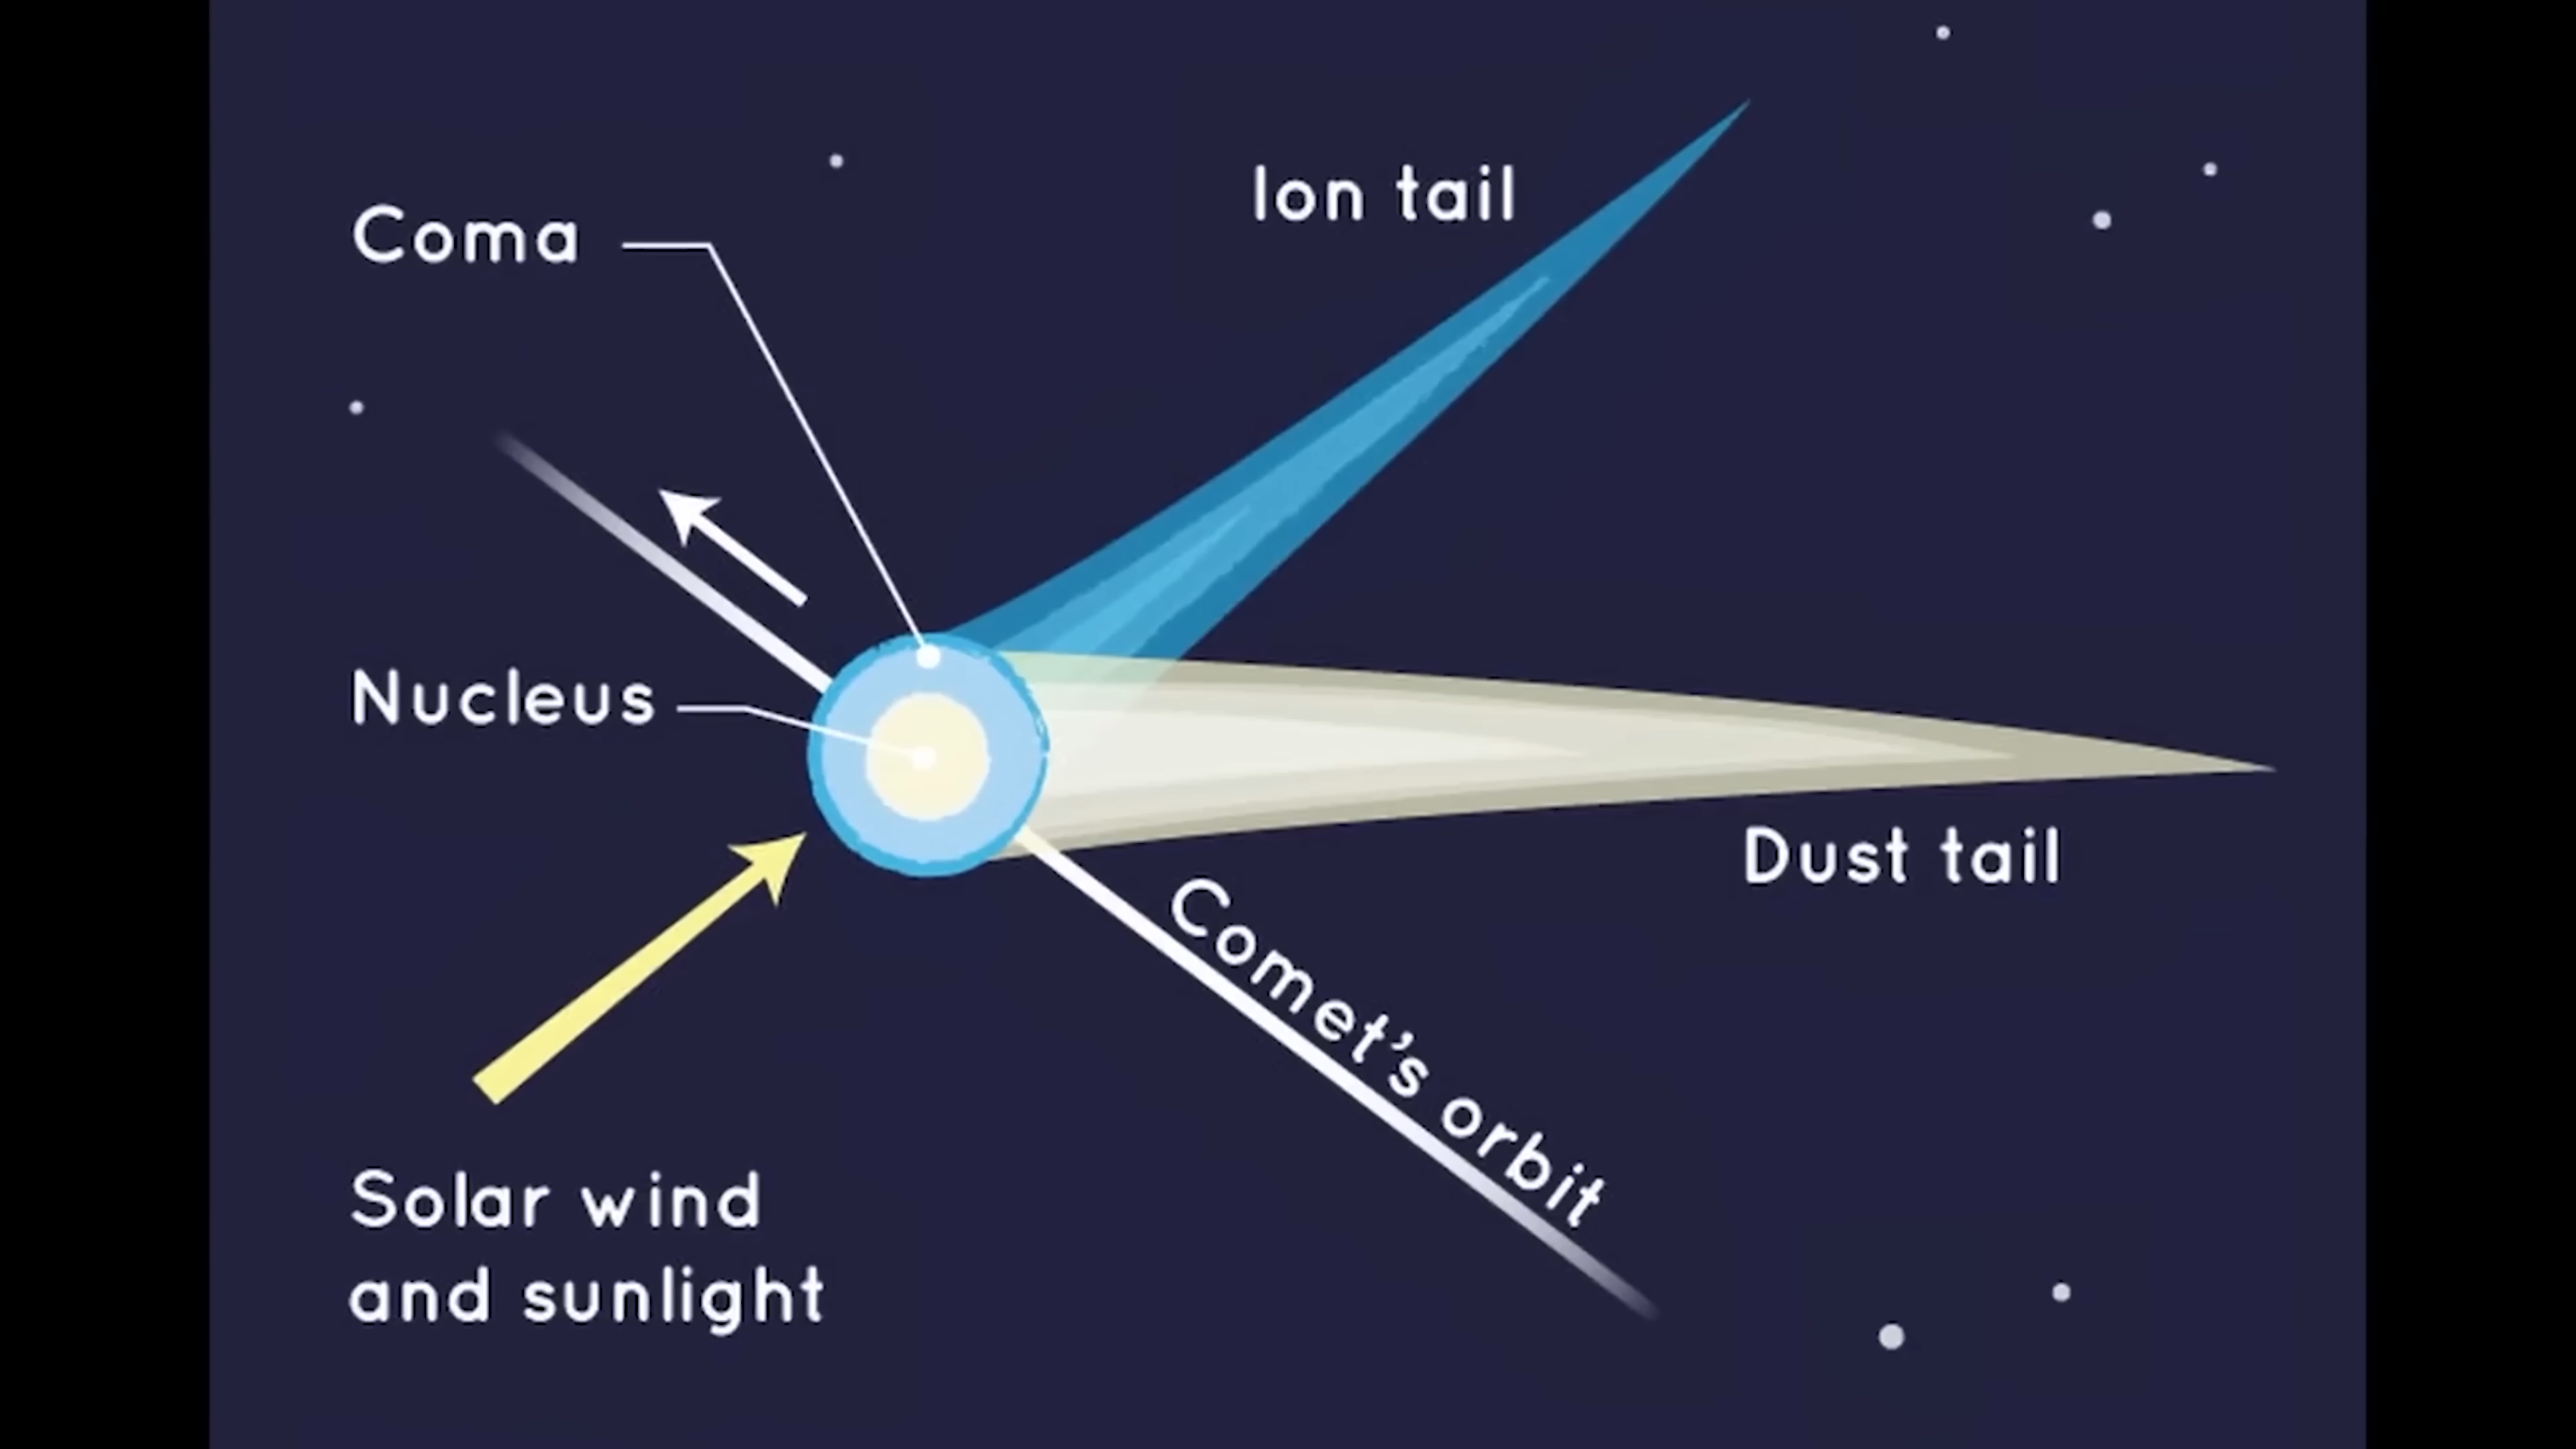 Ion tail
Coma
Nucleus
Dust tail
Comet's orbit
Solar wind
and sunlight